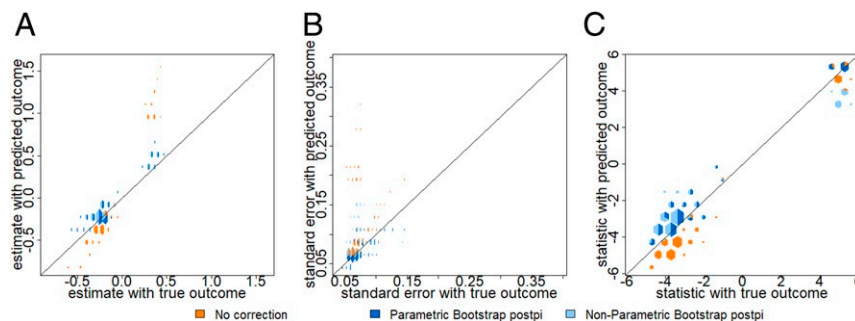 A
B
C
estimate with predicted outcome
-0.5 0.0 0.5 1.0 1.5
-0.5 0.0 0.5 1.0 1.5
estimate with true outcome
standard error with predicted outcome
0.05 0.15 0.25 0.40
0.05 0.15 0.25 0.40
standard error with true outcome
statistic with predicted outcome
-6 -4 -2 0 2 4 6
-6 -4 -2 0 2 4 6
statistic with true outcome
No correction
Parametric Bootstrap postpi
Non-Parametric Bootstrap postpi